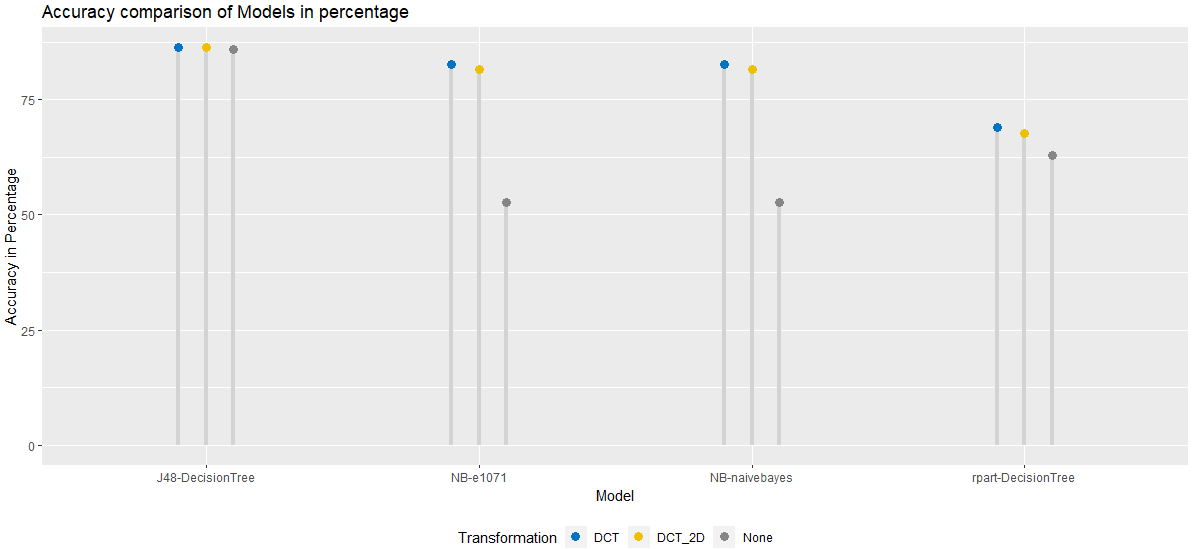 Accuracy comparison of Models in percentage
Accuracy in Percentage
75
50
25
0
J48-DecisionTree NB-e1071 NB-naivebayes rpart-DecisionTree
Model
Transformation DCT DCT_2D None